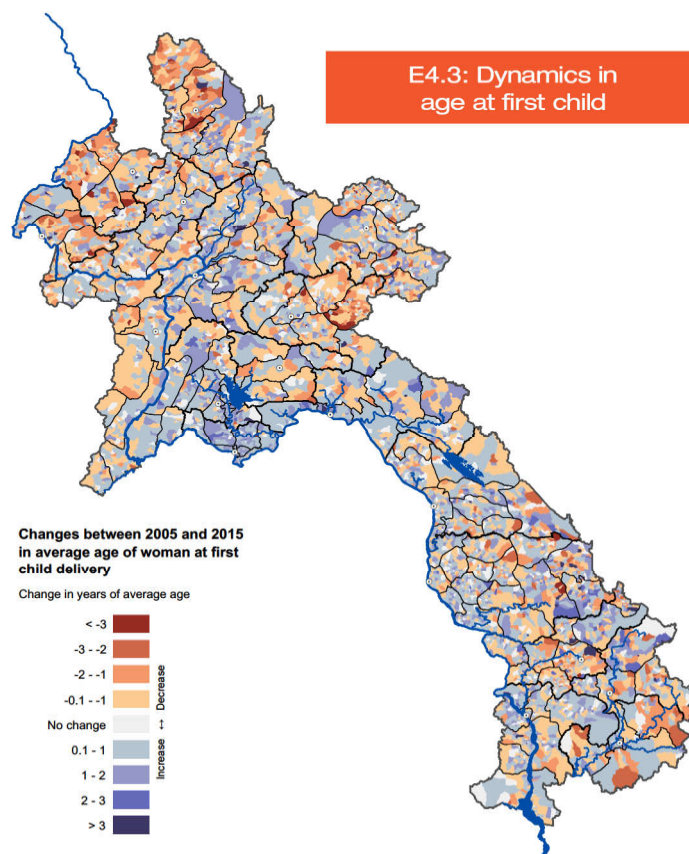 E4.3: Dynamics in
age at first child
Changes between 2005 and 2015
in average age of woman at first
child delivery
Change in years of average age
< -3
-3 - -2
-2 - -1
-0.1 - -1
No change
0.1 - 1
1 - 2
2 - 3
> 3
Decrease
↔
Increase